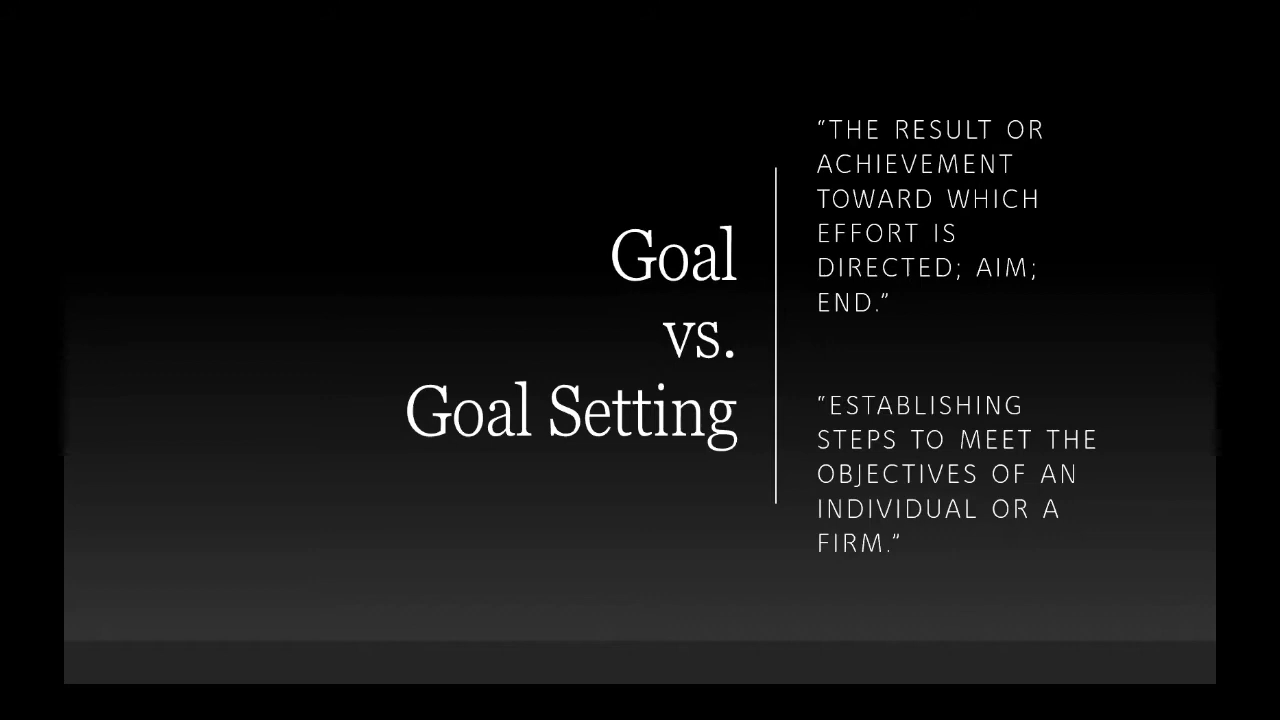 Goal
vs.
Goal Setting
“THE RESULT OR
ACHIEVEMENT
TOWARD WHICH
EFFORT IS
DIRECTED; AIM;
END.”
“ESTABLISHING
STEPS TO MEET THE
OBJECTIVES OF AN
INDIVIDUAL OR A
FIRM.”